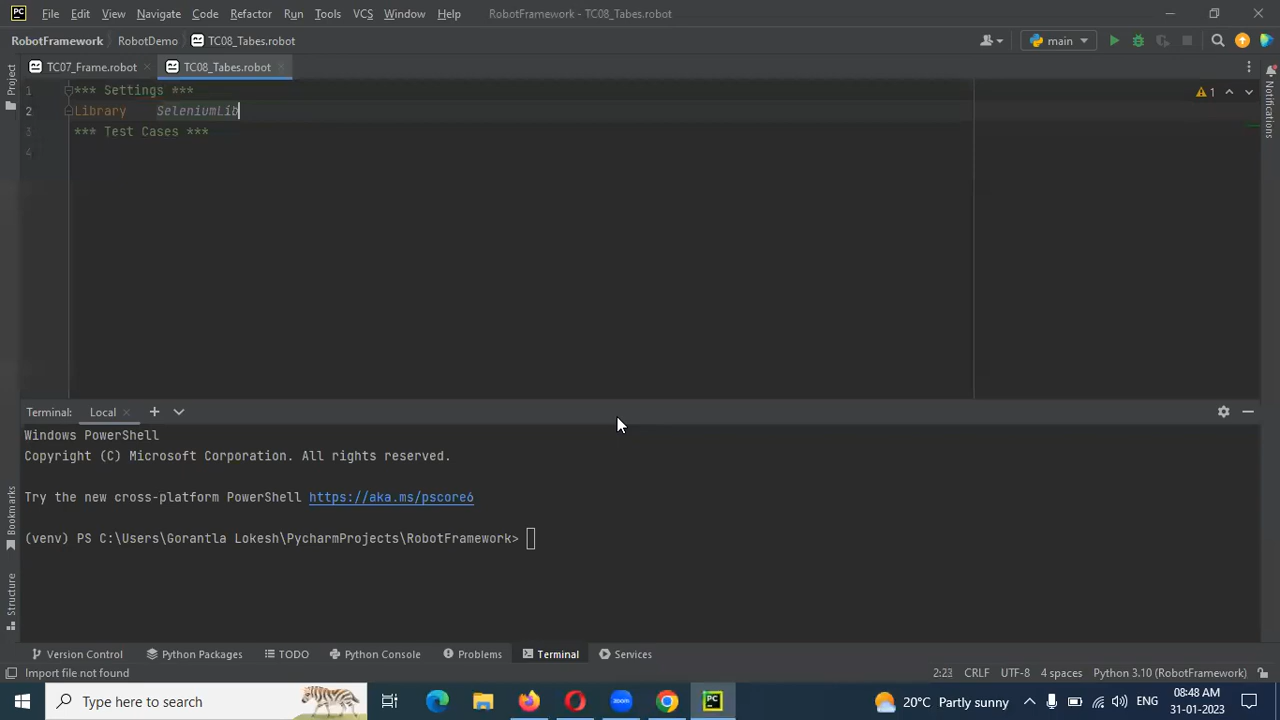 PC File Edit View Navigate Code Refactor Run Tools VCS Window Help RobotFramework - TC08_Tabes.robot
RobotFramework RobotDemo TC08_Tabes.robot main
TC07_Frame.robot TC08_Tabes.robot
Project
Notifications
1 *** Settings *** 1
2 Library SeleniumLib
3 *** Test Cases ***
4
Terminal: Local
Windows PowerShell
Copyright (C) Microsoft Corporation. All rights reserved.
Try the new cross-platform PowerShell https://aka.ms/pscore6
(venv) PS C:\Users\Gorantla Lokesh\PycharmProjects\RobotFramework>
Bookmarks
Structure
Version Control Python Packages TODO Python Console Problems Terminal Services
Import file not found 2:23 CRLF UTF-8 4 spaces Python 3.10 (RobotFramework)
Type here to search zoom PC 20°C Partly sunny ENG 08:48 AM
31-01-2023